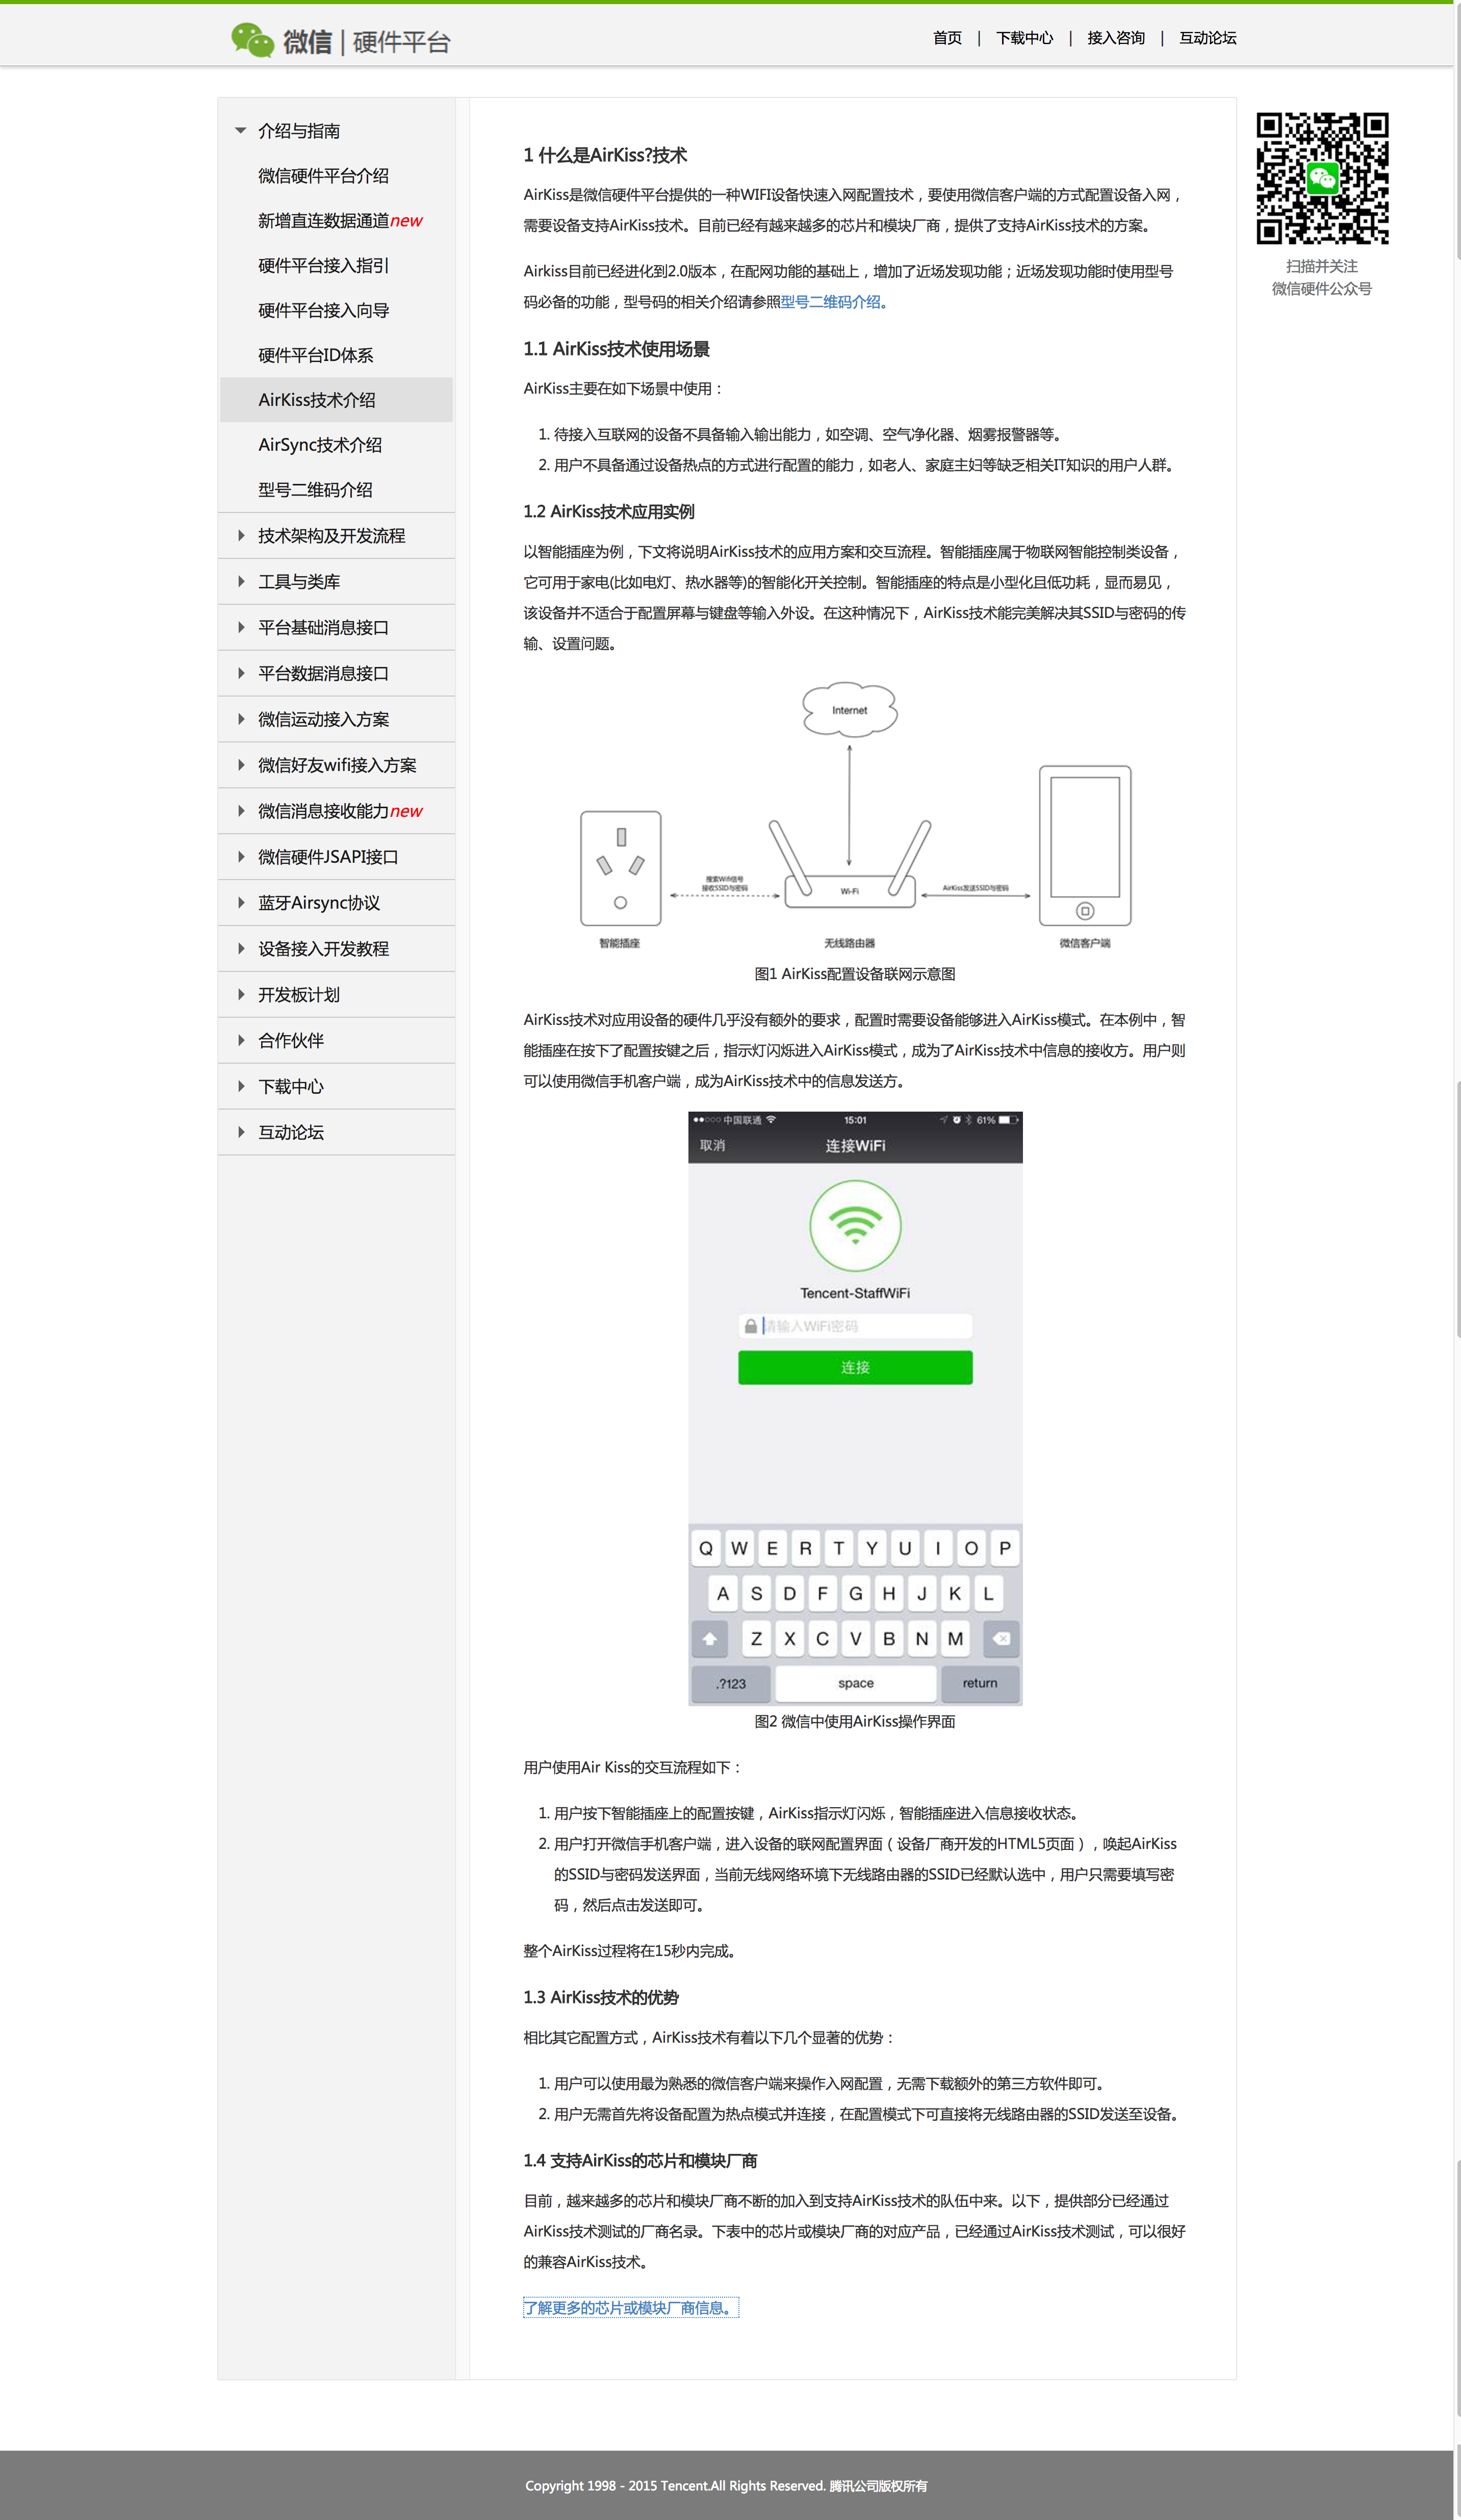 微信 | 硬件平台
首页 | 下载中心 | 接入咨询 | 互动论坛
介绍与指南
微信硬件平台介绍
新增直连数据通道new
硬件平台接入指引
硬件平台接入向导
硬件平台ID体系
AirKiss技术介绍
AirSync技术介绍
型号二维码介绍
技术架构及开发流程
工具与类库
平台基础消息接口
平台数据消息接口
微信运动接入方案
微信好友wifi接入方案
微信消息接收能力new
微信硬件JSAPI接口
蓝牙Airsync协议
设备接入开发教程
开发板计划
合作伙伴
下载中心
互动论坛
1 什么是AirKiss?技术
AirKiss是微信硬件平台提供的一种WIFI设备快速入网配置技术，要使用微信客户端的方式配置设备入网，
需要设备支持AirKiss技术。目前已经有越来越多的芯片和模块厂商，提供了支持AirKiss技术的方案。
Airkiss目前已经进化到2.0版本，在配网功能的基础上，增加了近场发现功能；近场发现功能时使用型号
码必备的功能，型号码的相关介绍请参照型号二维码介绍。
1.1 AirKiss技术使用场景
AirKiss主要在如下场景中使用：
1. 待接入互联网的设备不具备输入输出能力，如空调、空气净化器、烟雾报警器等。
2. 用户不具备通过设备热点的方式进行配置的能力，如老人、家庭主妇等缺乏相关IT知识的用户人群。
1.2 AirKiss技术应用实例
以智能插座为例，下文将说明AirKiss技术的应用方案和交互流程。智能插座属于物联网智能控制类设备，
它可用于家电(比如电灯、热水器等)的智能化开关控制。智能插座的特点是小型化且低功耗，显而易见，
该设备并不适合于配置屏幕与键盘等输入外设。在这种情况下，AirKiss技术能完美解决其SSID与密码的传
输、设置问题。
Internet
搜索Wifi信号
接收SSID与密码
Wi-Fi
AirKiss发送SSID与密码
智能插座
无线路由器
微信客户端
图1 AirKiss配置设备联网示意图
AirKiss技术对应用设备的硬件几乎没有额外的要求，配置时需要设备能够进入AirKiss模式。在本例中，智
能插座在按下了配置按键之后，指示灯闪烁进入AirKiss模式，成为了AirKiss技术中信息的接收方。用户则
可以使用微信手机客户端，成为AirKiss技术中的信息发送方。
中国联通 15:01 61%
取消 连接WiFi
Tencent-StaffWiFi
请输入WiFi密码
连接
Q W E R T Y U I O P
A S D F G H J K L
Z X C V B N M
.?123 space return
图2 微信中使用AirKiss操作界面
用户使用Air Kiss的交互流程如下：
1. 用户按下智能插座上的配置按键，AirKiss指示灯闪烁，智能插座进入信息接收状态。
2. 用户打开微信手机客户端，进入设备的联网配置界面（设备厂商开发的HTML5页面），唤起AirKiss
的SSID与密码发送界面，当前无线网络环境下无线路由器的SSID已经默认选中，用户只需要填写密
码，然后点击发送即可。
整个AirKiss过程将在15秒内完成。
1.3 AirKiss技术的优势
相比其它配置方式，AirKiss技术有着以下几个显著的优势：
1. 用户可以使用最为熟悉的微信客户端来操作入网配置，无需下载额外的第三方软件即可。
2. 用户无需首先将设备配置为热点模式并连接，在配置模式下可直接将无线路由器的SSID发送至设备。
1.4 支持AirKiss的芯片和模块厂商
目前，越来越多的芯片和模块厂商不断的加入到支持AirKiss技术的队伍中来。以下，提供部分已经通过
AirKiss技术测试的厂商名录。下表中的芯片或模块厂商的对应产品，已经通过AirKiss技术测试，可以很好
的兼容AirKiss技术。
了解更多的芯片或模块厂商信息。
扫描并关注
微信硬件公众号
Copyright 1998 - 2015 Tencent.All Rights Reserved. 腾讯公司版权所有